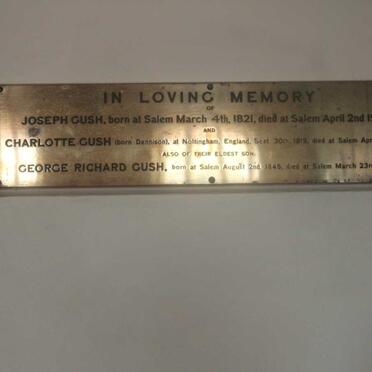 IN LOVING MEMORY
OF
JOSEPH GUSH, born at Salem March 4th, 1821, died at Salem April 2nd
AND
CHARLOTTE GUSH (born Dennison), at Nottingham, England, Sept. 30th, 1819, died at Salem
ALSO OF THEIR ELDEST SON,
GEORGE RICHARD GUSH, born at Salem August 2nd, 1845, died at Salem March